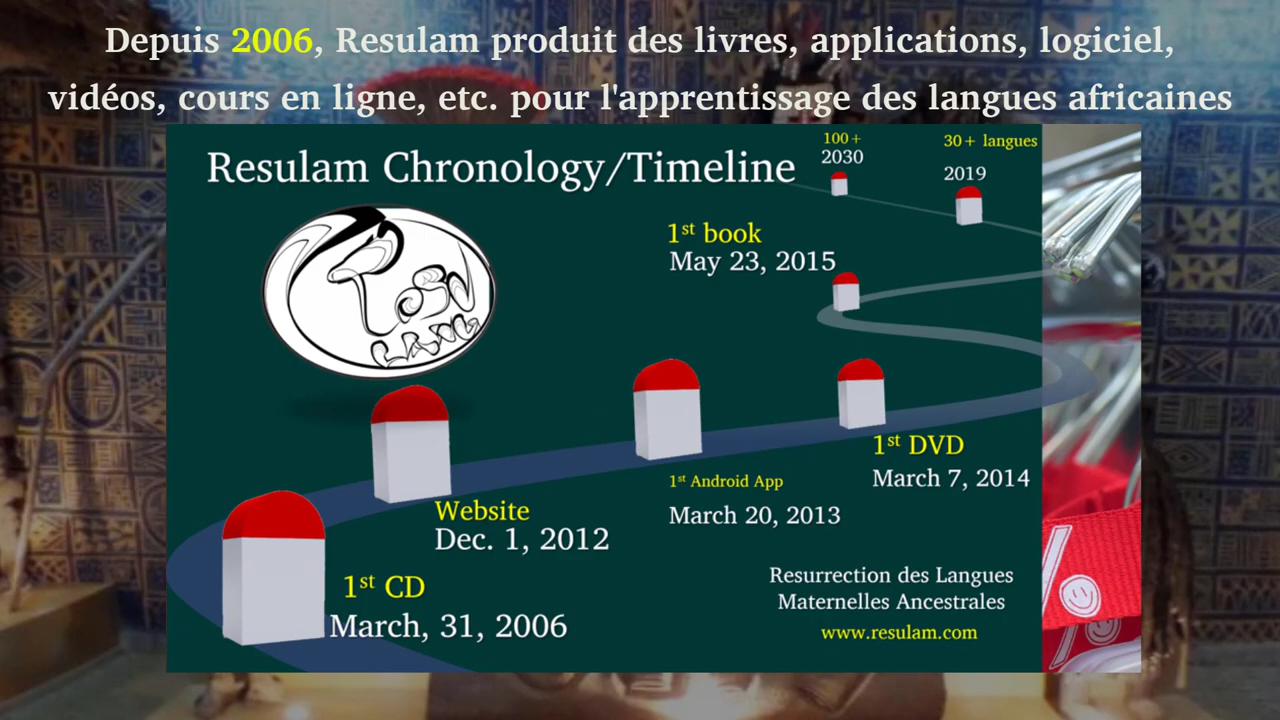 Depuis 2006, Resulam produit des livres, applications, logiciel,
vidéos, cours en ligne, etc. pour l'apprentissage des langues africaines
Resulam Chronology/Timeline
100+
2030
30+ langues
2019
1st book
May 23, 2015
Resulam
1st DVD
March 7, 2014
1st Android App
March 20, 2013
Website
Dec. 1, 2012
1st CD
March, 31, 2006
Resurrection des Langues
Maternelles Ancestrales
www.resulam.com